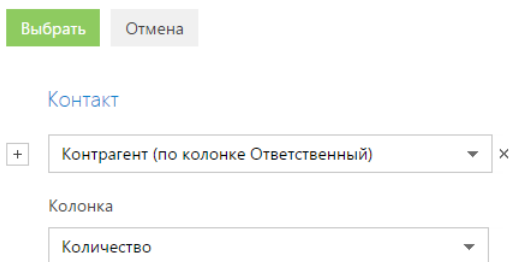 Выбрать Отмена
Контакт
Контрагент (по колонке Ответственный)
Колонка
Количество